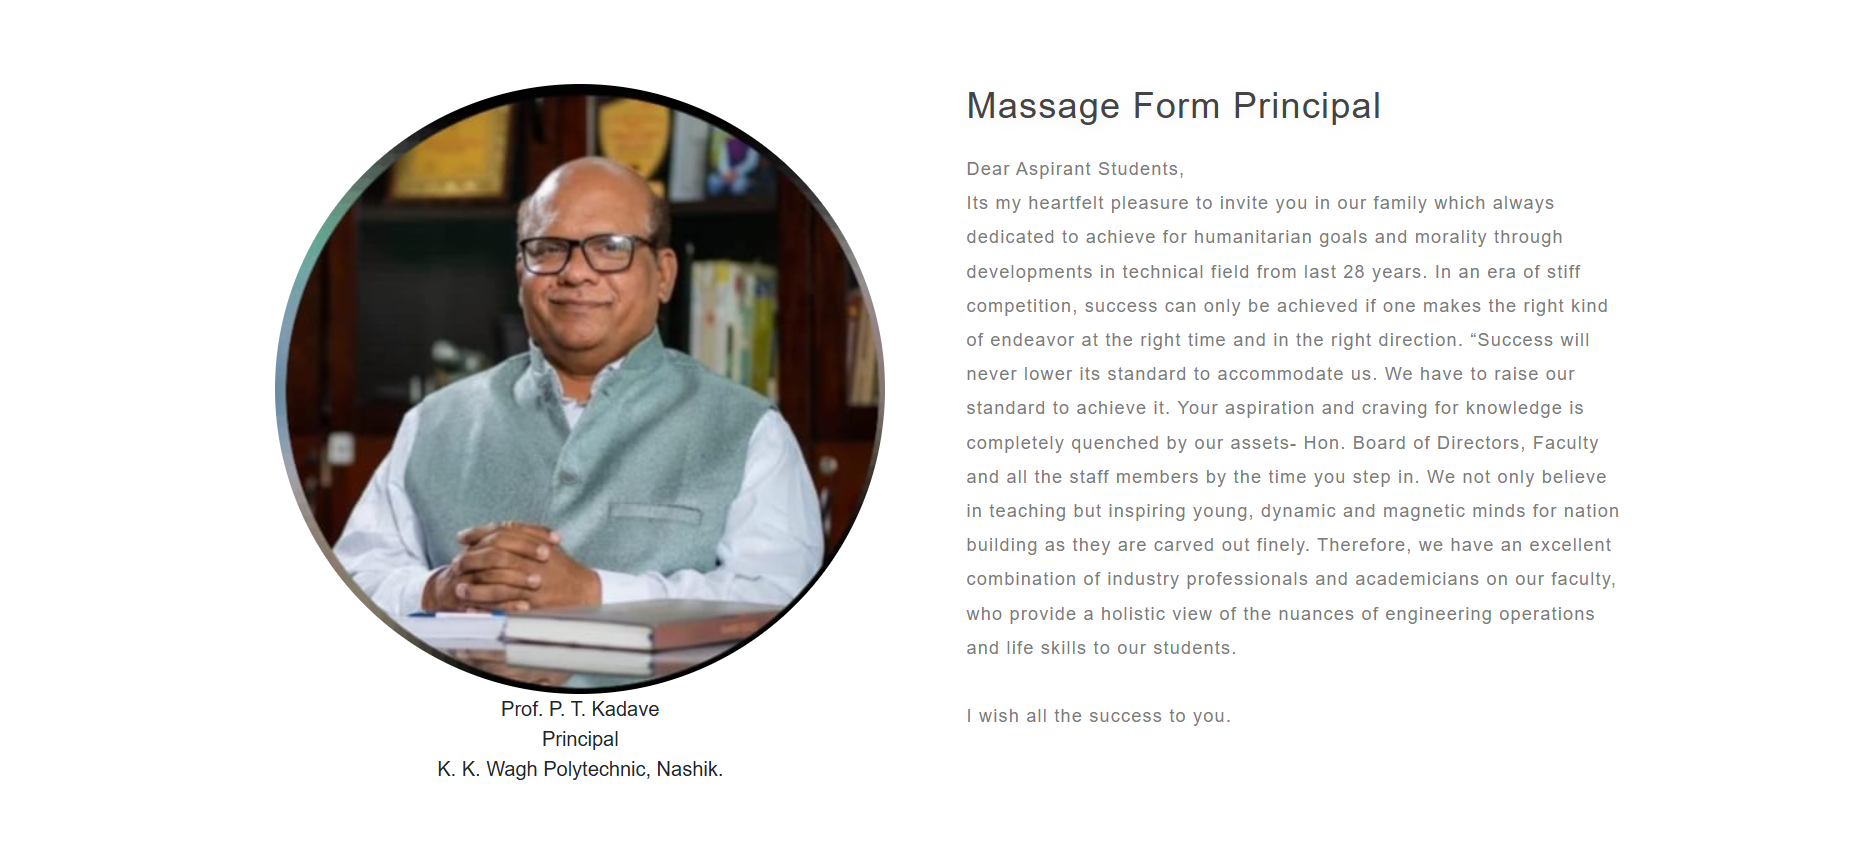 Massage Form Principal
Dear Aspirant Students,
Its my heartfelt pleasure to invite you in our family which always
dedicated to achieve for humanitarian goals and morality through
developments in technical field from last 28 years. In an era of stiff
competition, success can only be achieved if one makes the right kind
of endeavor at the right time and in the right direction. “Success will
never lower its standard to accommodate us. We have to raise our
standard to achieve it. Your aspiration and craving for knowledge is
completely quenched by our assets- Hon. Board of Directors, Faculty
and all the staff members by the time you step in. We not only believe
in teaching but inspiring young, dynamic and magnetic minds for nation
building as they are carved out finely. Therefore, we have an excellent
combination of industry professionals and academicians on our faculty,
who provide a holistic view of the nuances of engineering operations
and life skills to our students.
I wish all the success to you.
Prof. P. T. Kadave
Principal
K. K. Wagh Polytechnic, Nashik.